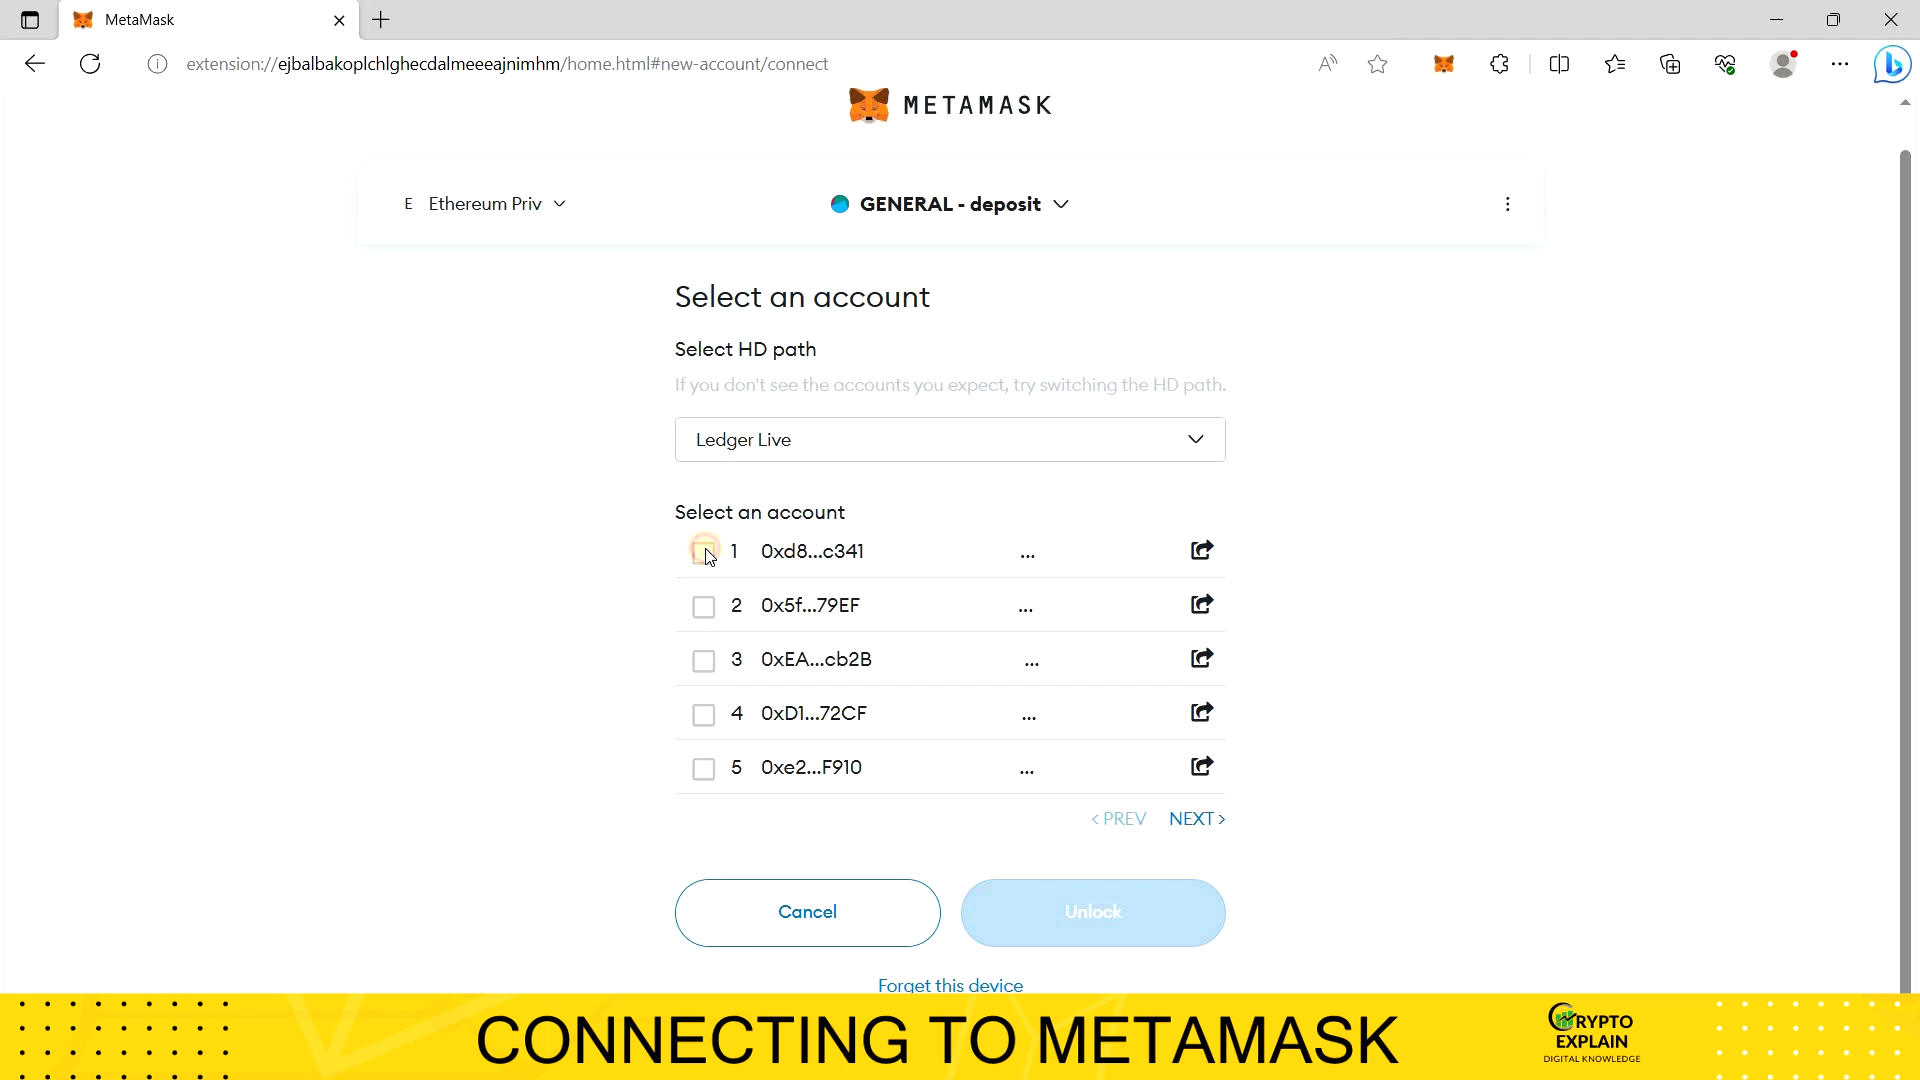 MetaMask
extension://ejbalbakoplchlghecdalmeeeajnimhm/home.html#new-account/connect
METAMASK
E Ethereum Priv
GENERAL - deposit
Select an account
Select HD path
If you don't see the accounts you expect, try switching the HD path.
Ledger Live
Select an account
1 0xd8...c341 ...
2 0x5f...79EF ...
3 0xEA...cb2B ...
4 0xD1...72CF ...
5 0xe2...F910 ...
< PREV NEXT >
Cancel Unlock
Forget this device
CONNECTING TO METAMASK
CRYPTO
EXPLAIN
DIGITAL KNOWLEDGE